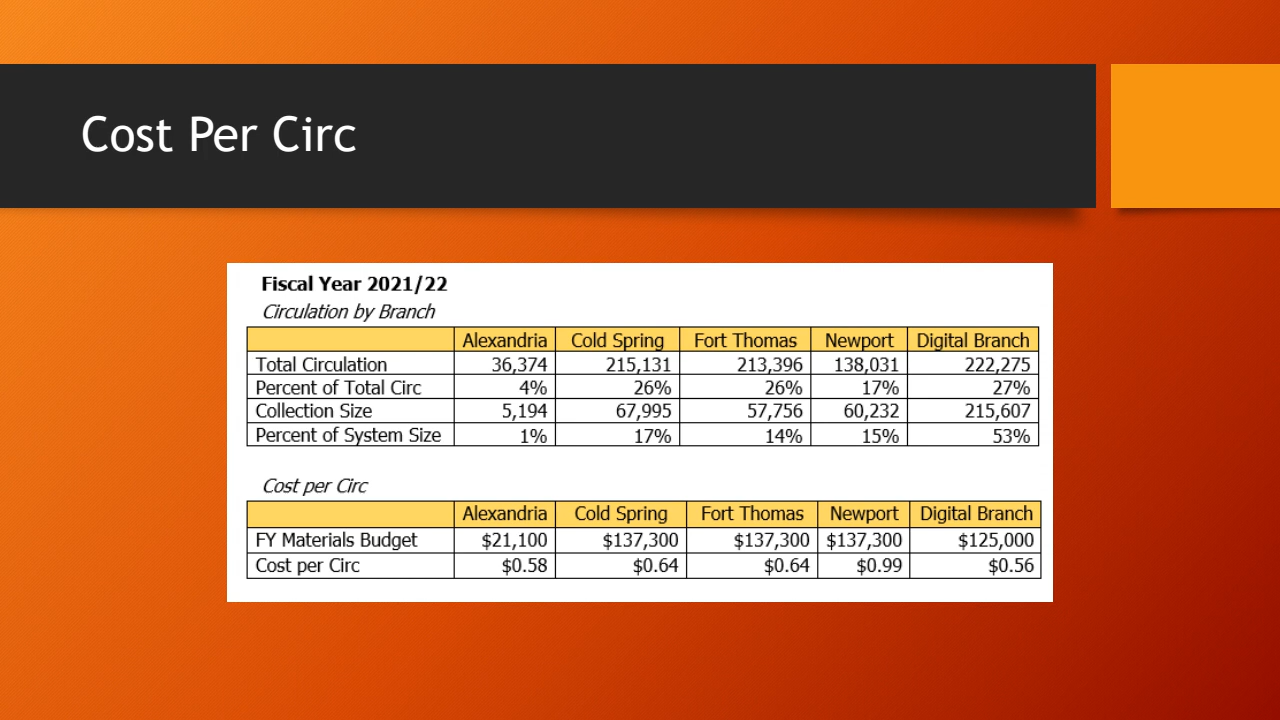 Cost Per Circ
Fiscal Year 2021/22
Circulation by Branch
Alexandria Cold Spring Fort Thomas Newport Digital Branch
Total Circulation 36,374 215,131 213,396 138,031 222,275
Percent of Total Circ 4% 26% 26% 17% 27%
Collection Size 5,194 67,995 57,756 60,232 215,607
Percent of System Size 1% 17% 14% 15% 53%
Cost per Circ
Alexandria Cold Spring Fort Thomas Newport Digital Branch
FY Materials Budget $21,100 $137,300 $137,300 $137,300 $125,000
Cost per Circ $0.58 $0.64 $0.64 $0.99 $0.56